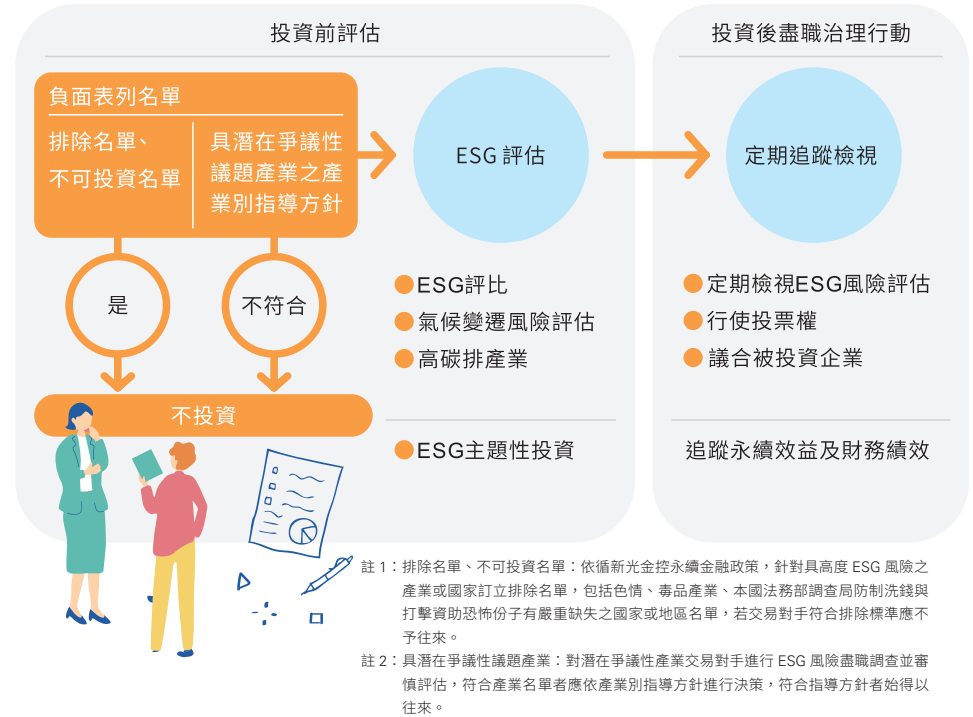 投資前評估
負面表列名單
排除名單、
不可投資名單
具潛在爭議性
議題產業之產
業別指導方針
是
不符合
不投資
ESG 評估
●ESG評比
●氣候變遷風險評估
●高碳排產業
●ESG主題性投資
投資後盡職治理行動
定期追蹤檢視
●定期檢視ESG風險評估
●行使投票權
●議合被投資企業
追蹤永續效益及財務績效
註 1：排除名單、不可投資名單：依循新光金控永續金融政策，針對具高度 ESG 風險之
產業或國家訂立排除名單，包括色情、毒品產業、本國法務部調查局防制洗錢與
打擊資助恐怖份子有嚴重缺失之國家或地區名單，若交易對手符合排除標準應不
予往來。
註 2：具潛在爭議性議題產業：對潛在爭議性產業交易對手進行 ESG 風險盡職調查並審
慎評估，符合產業名單者應依產業別指導方針進行決策，符合指導方針者始得以
往來。